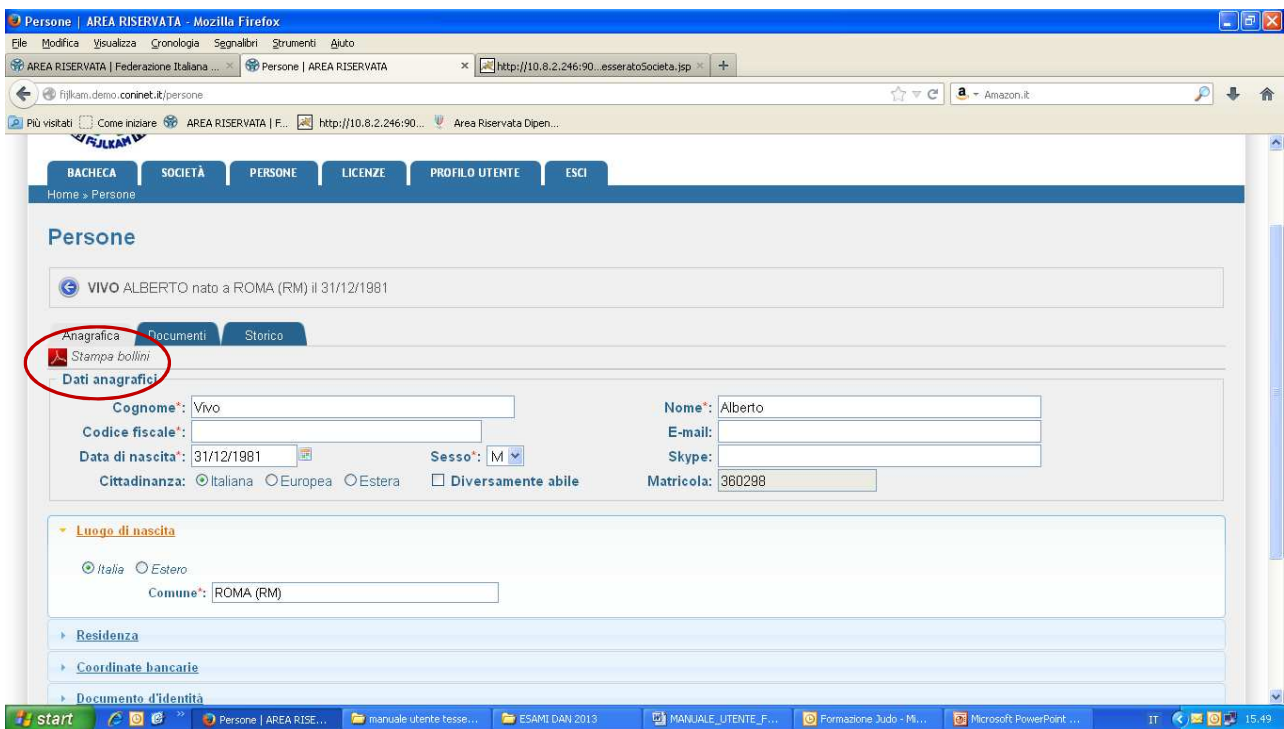 Persone | AREA RISERVATA - Mozilla Firefox
File Modifica Visualizza Cronologia Segnalibri Strumenti Aiuto
AREA RISERVATA | Federazione Italiana ... × Persone | AREA RISERVATA × http://10.8.2.246:90...esseratoSocieta.jsp × +
fijlkam.demo.coninet.it/persone
a - Amazon.it
Più visitati Come iniziare AREA RISERVATA | F... http://10.8.2.246:90... Area Riservata Dipen...
FIJLKAM
BACHECA SOCIETÀ PERSONE LICENZE PROFILO UTENTE ESCI
Home » Persone
Persone
VIVO ALBERTO nato a ROMA (RM) il 31/12/1981
Anagrafica Documenti Storico
Stampa bollini
Dati anagrafici
Cognome*: Vivo Nome*: Alberto
Codice fiscale*: E-mail:
Data di nascita*: 31/12/1981 Sesso*: M Skype:
Cittadinanza: Italiana Europea Estera Diversamente abile Matricola: 360298
Luogo di nascita
Italia Estero
Comune*: ROMA (RM)
Residenza
Coordinate bancarie
Documento d'identità
start » Persone | AREA RISE... manuale utente tesse... ESAMI DAN 2013 MANUALE_UTENTE_F... Formazione Judo - Mi... Microsoft PowerPoint ... IT 15.49